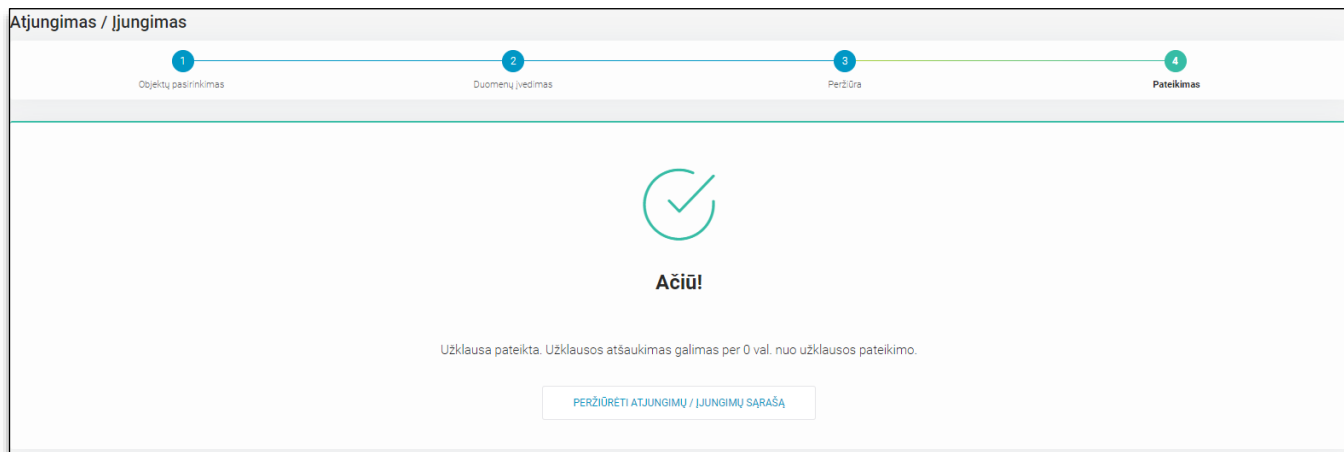 Atjungimas / Įjungimas
1
2
3
4
Objektų pasirinkimas
Duomenų įvedimas
Peržiūra
Pateikimas
Ačiū!
Užklausa pateikta. Užklausos atšaukimas galimas per 0 val. nuo užklausos pateikimo.
PERŽIŪRĖTI ATJUNGIMŲ / ĮJUNGIMŲ SĄRAŠĄ